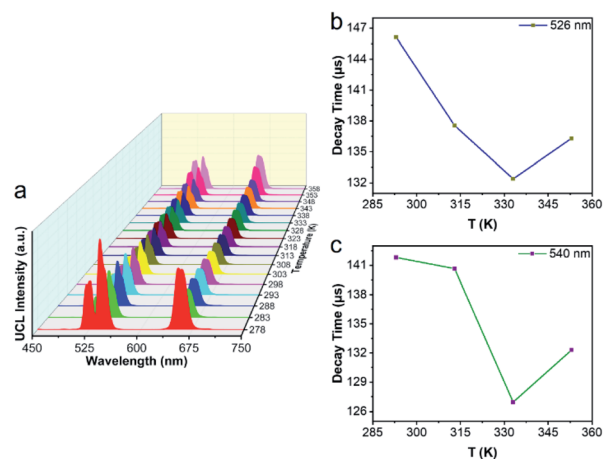 a
UCL Intensity (a.u.)
450 525 600 675 750
Wavelength (nm)
278
283
288
293
298
303
308
313
318
323
328
333
338
343
348
353
358
Temperature (K)
b
526 nm
Decay Time (µs)
147
144
141
138
135
132
285 300 315 330 345 360
T (K)
c
540 nm
Decay Time (µs)
141
138
135
132
129
126
285 300 315 330 345 360
T (K)